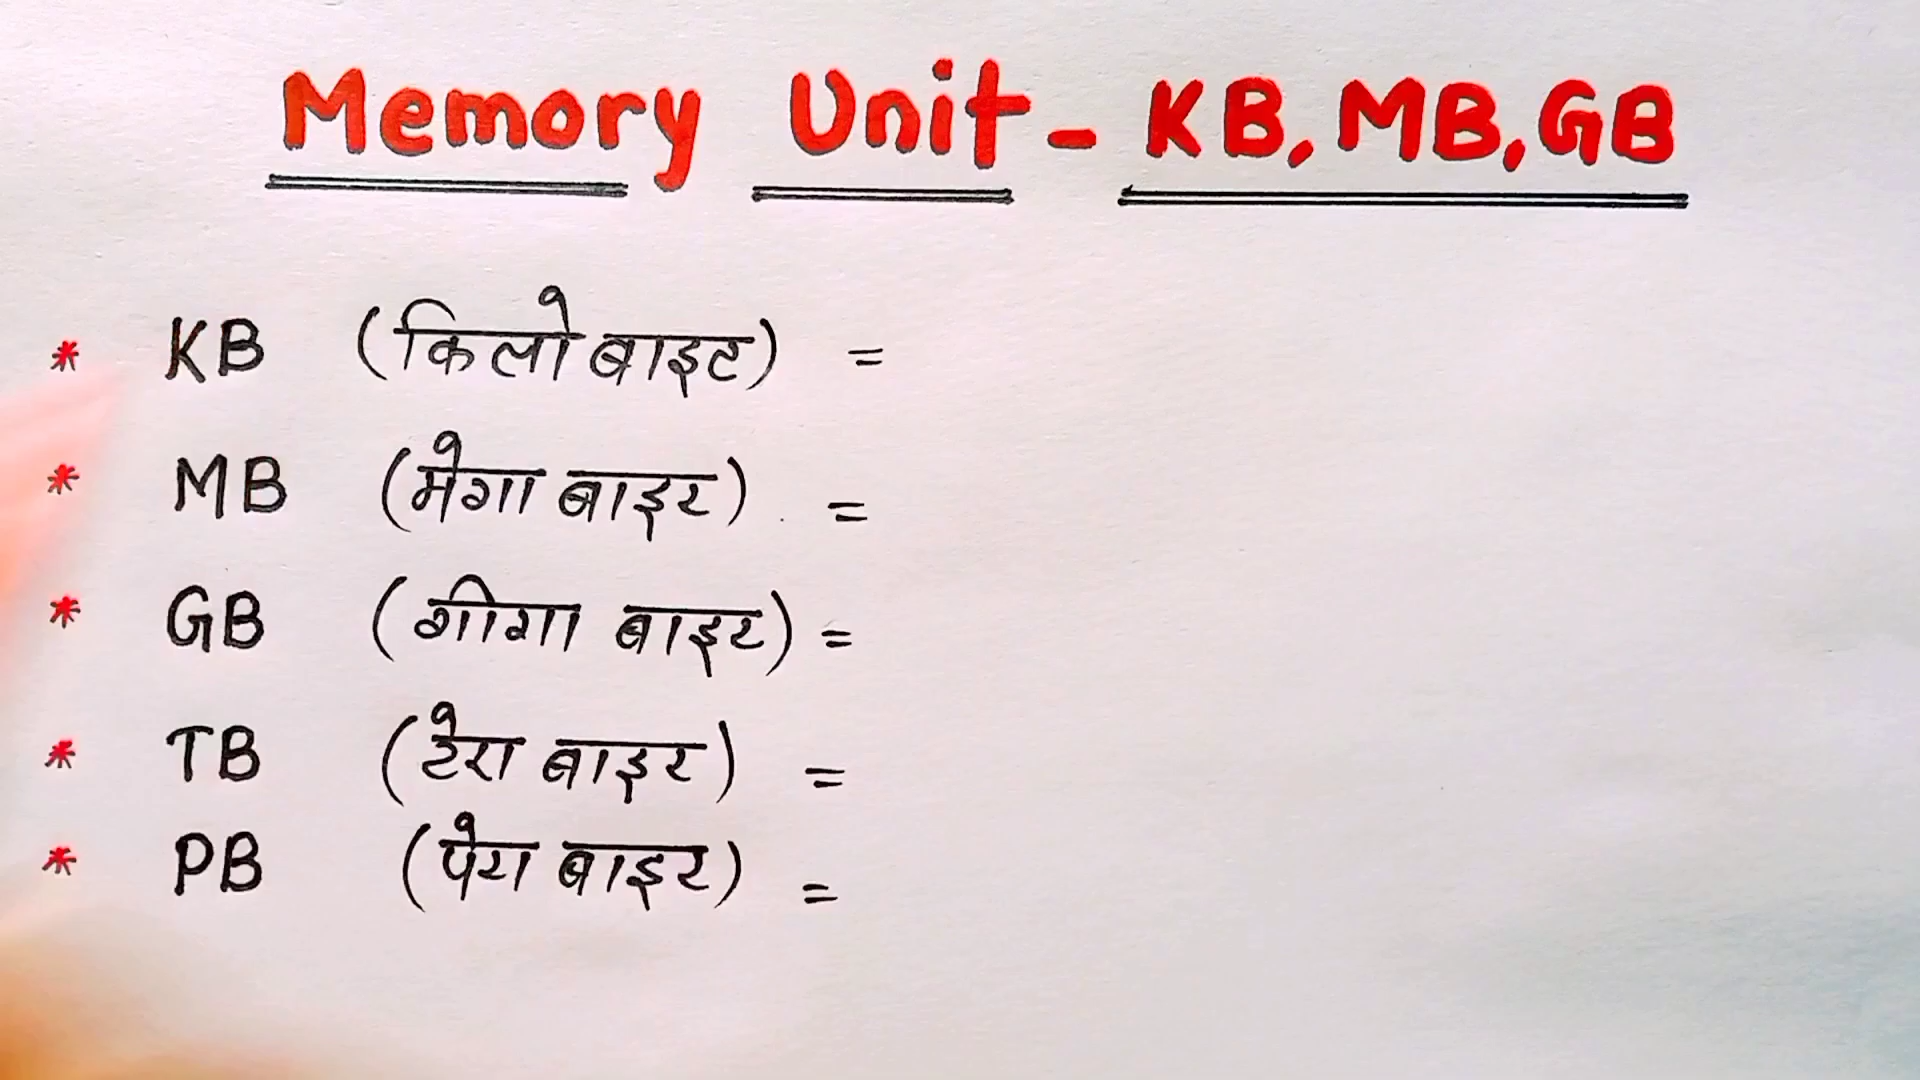 Memory Unit - KB, MB, GB
* KB (किलो बाइट) =
* MB (मेगा बाइट) =
* GB (गीगा बाइट) =
* TB (टेरा बाइट) =
* PB (पेटा बाइट) =